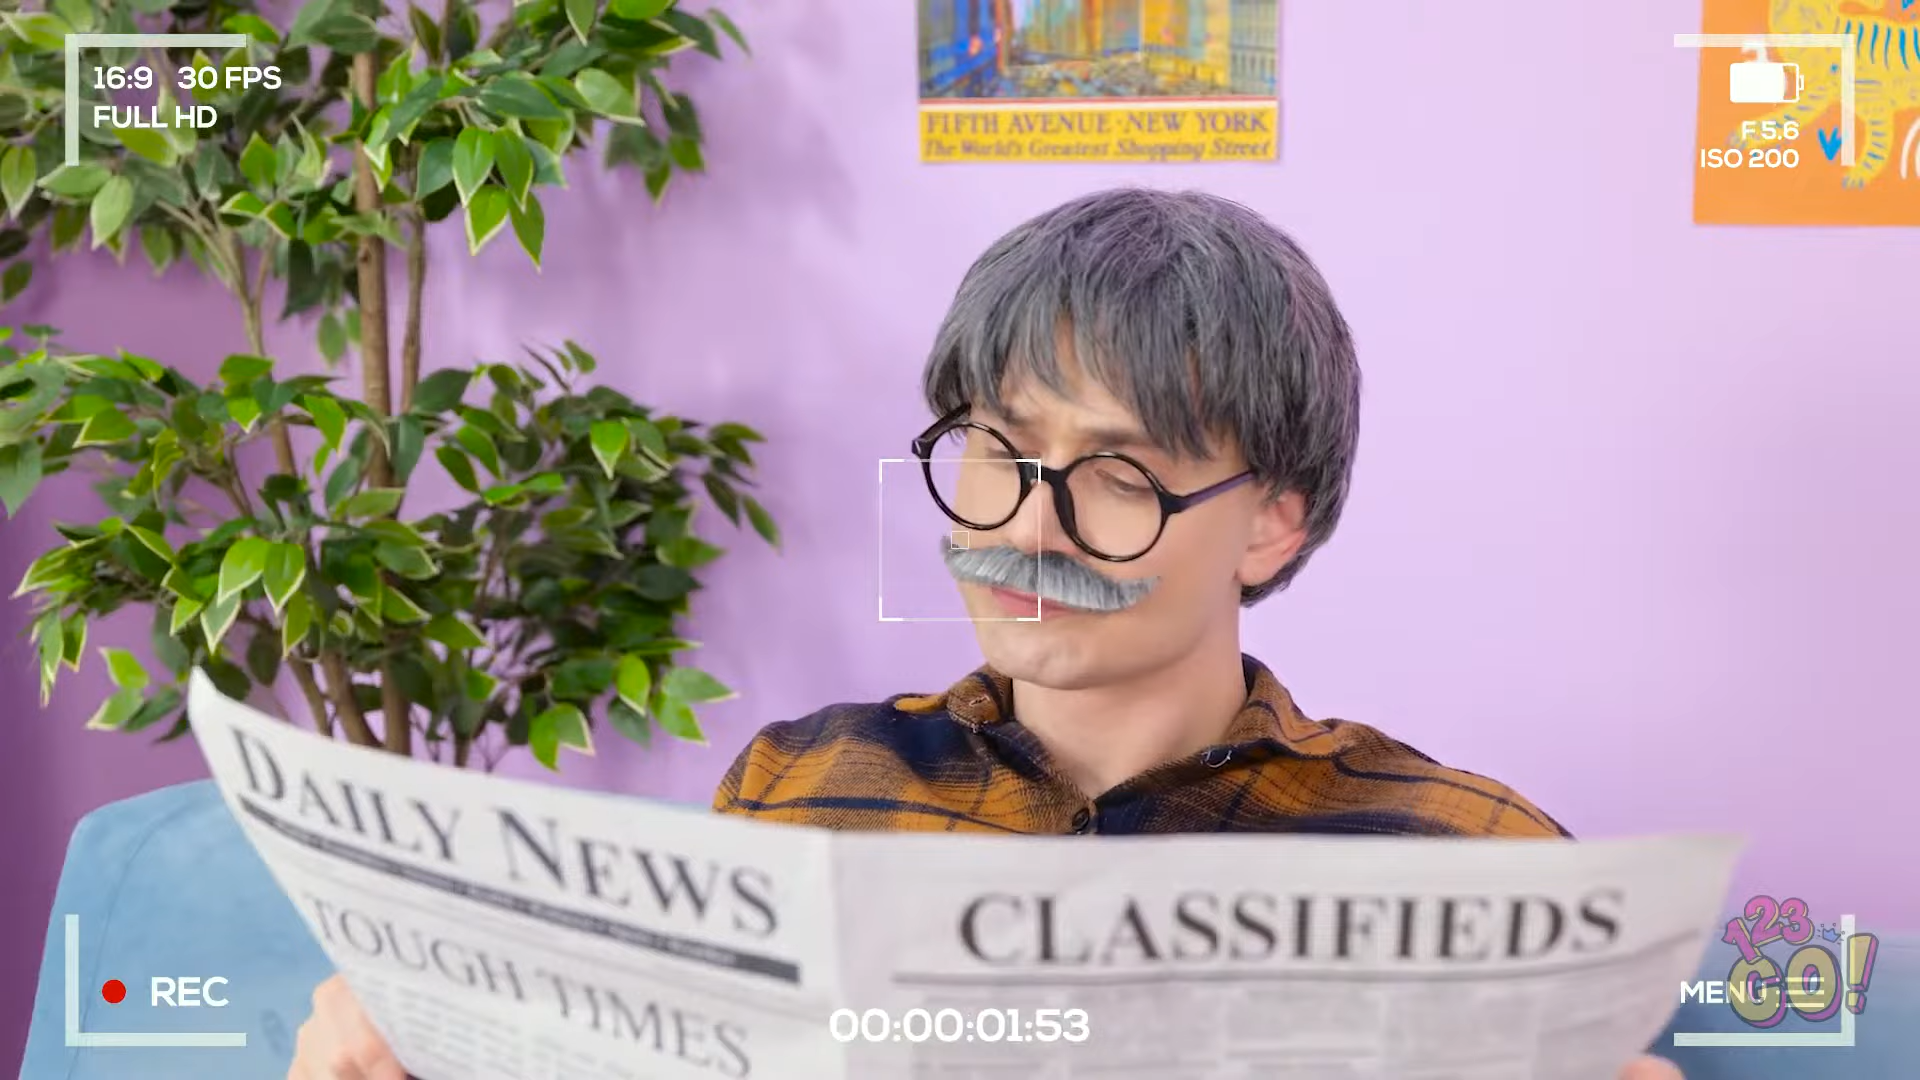 16:9 30 FPS
FULL HD
FIFTH AVENUE · NEW YORK
The World's Greatest Shopping Street
F 5.6
ISO 200
DAILY NEWS
TOUGH TIMES
CLASSIFIEDS
REC
00:00:01:53
MENU
123
GO!